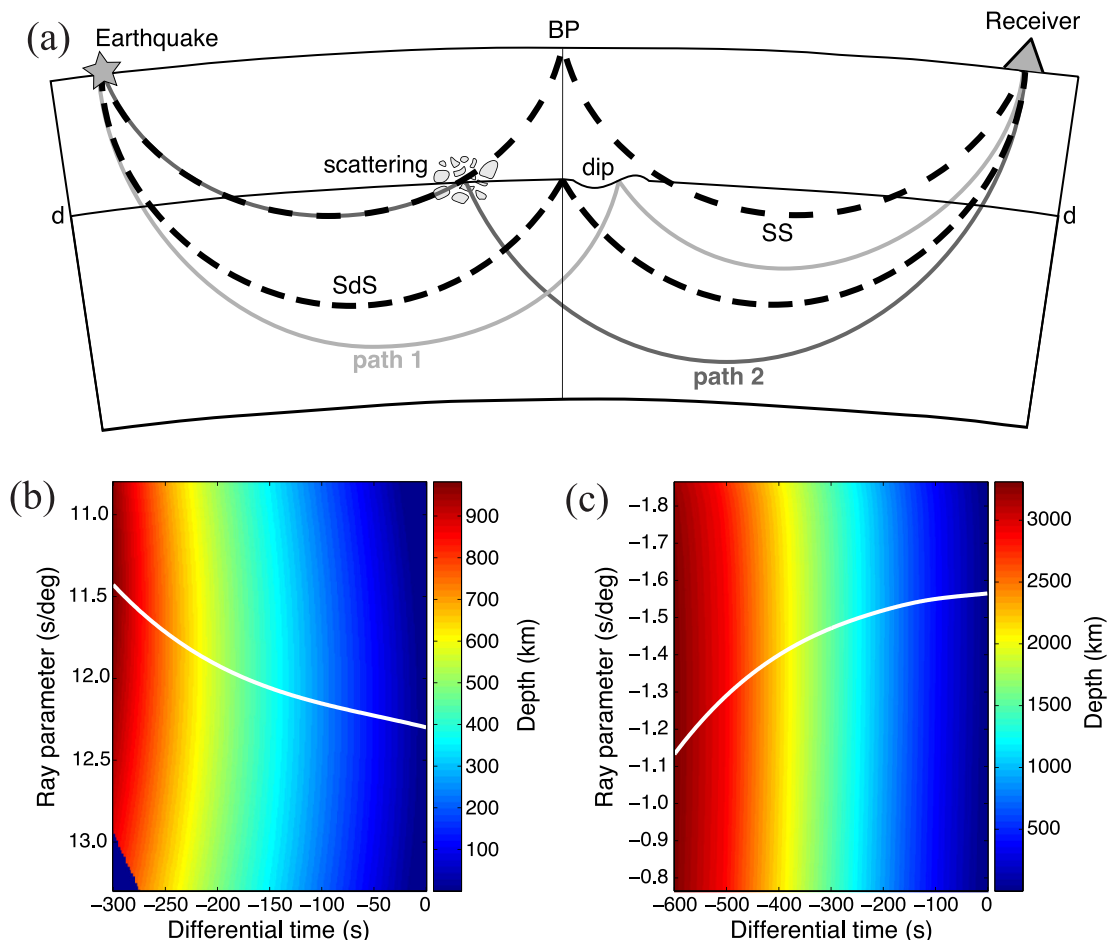 (a)
Earthquake
BP
Receiver
scattering
dip
d
d
SS
SdS
path 1
path 2
(b)
11.0
11.5
12.0
12.5
13.0
Ray parameter (s/deg)
−300 −250 −200 −150 −100 −50 0
Differential time (s)
900
800
700
600
500
400
300
200
100
Depth (km)
(c)
−1.8
−1.7
−1.6
−1.5
−1.4
−1.3
−1.2
−1.1
−1.0
−0.9
−0.8
Ray parameter (s/deg)
−600 −500 −400 −300 −200 −100 0
Differential time (s)
3000
2500
2000
1500
1000
500
Depth (km)